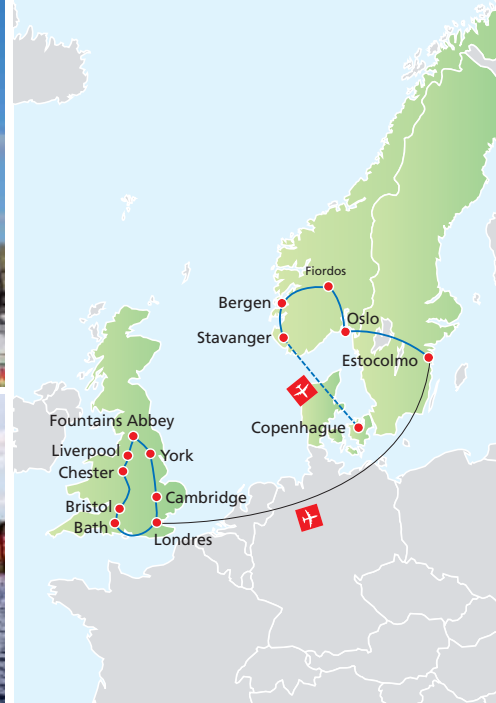 Fiordos
Bergen
Oslo
Stavanger
Estocolmo
Copenhague
Fountains Abbey
Liverpool
York
Chester
Cambridge
Bristol
Bath
Londres